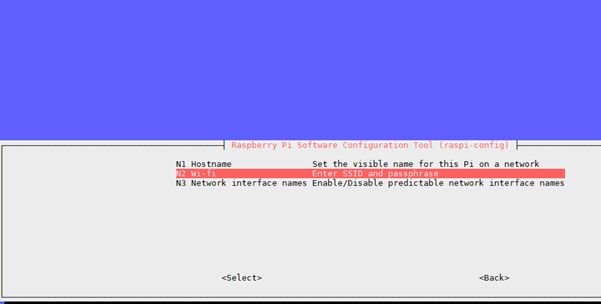 Raspberry Pi Software Configuration Tool (raspi-config)
N1 Hostname Set the visible name for this Pi on a network
N2 Wi-fi Enter SSID and passphrase
N3 Network interface names Enable/Disable predictable network interface names
<Select> <Back>